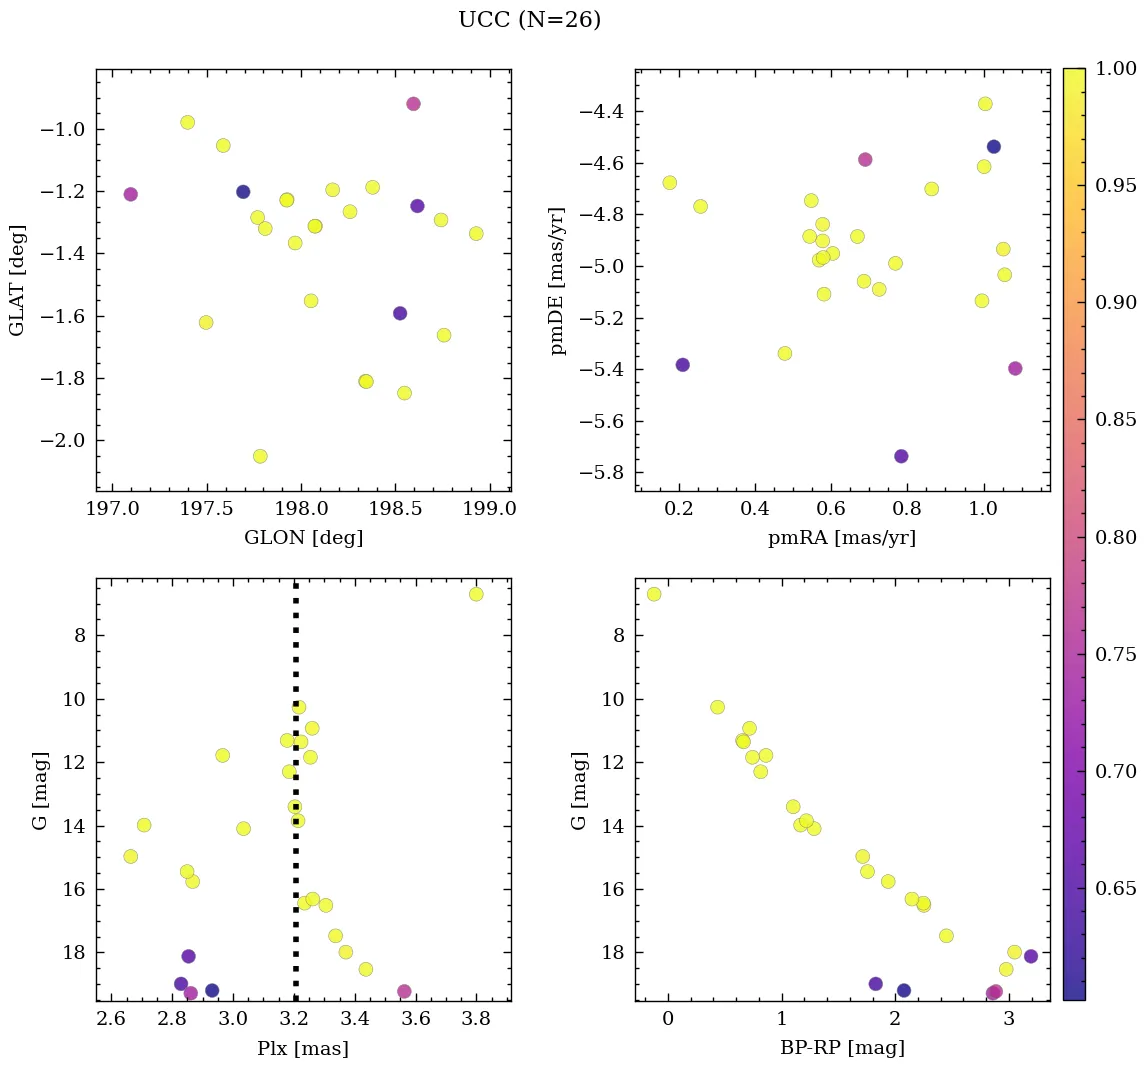 UCC (N=26)
−1.0
−1.2
−1.4
−1.6
−1.8
−2.0
GLAT [deg]
197.0 197.5 198.0 198.5 199.0
GLON [deg]
−4.4
−4.6
−4.8
−5.0
−5.2
−5.4
−5.6
−5.8
pmDE [mas/yr]
0.2 0.4 0.6 0.8 1.0
pmRA [mas/yr]
8
10
12
14
16
18
G [mag]
2.6 2.8 3.0 3.2 3.4 3.6 3.8
Plx [mas]
8
10
12
14
16
18
G [mag]
0 1 2 3
BP-RP [mag]
1.00
0.95
0.90
0.85
0.80
0.75
0.70
0.65